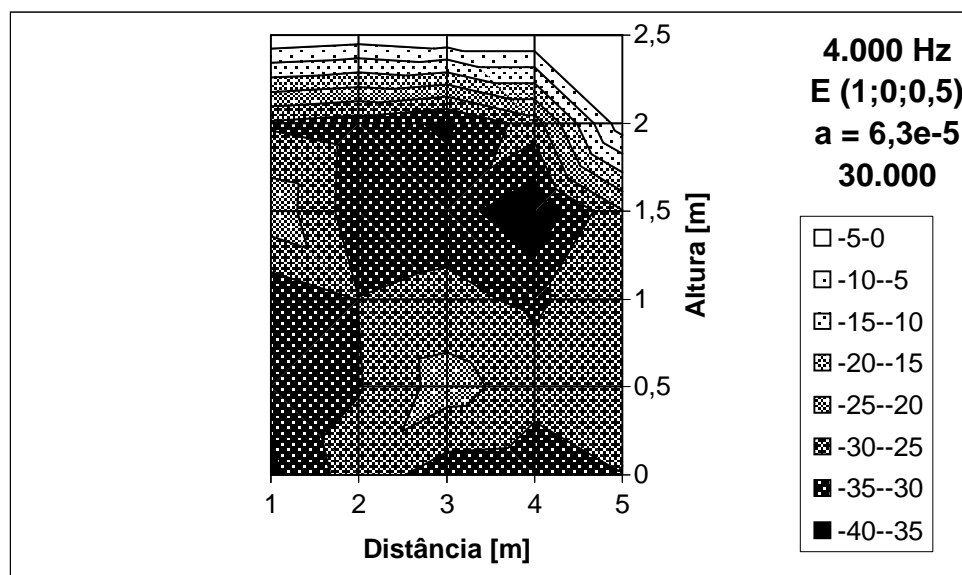 4.000 Hz
E (1;0;0,5)
a = 6,3e-5
30.000
2,5
2
1,5
1
0,5
0
Altura [m]
1 2 3 4 5
Distância [m]
-5-0
-10--5
-15--10
-20--15
-25--20
-30--25
-35--30
-40--35